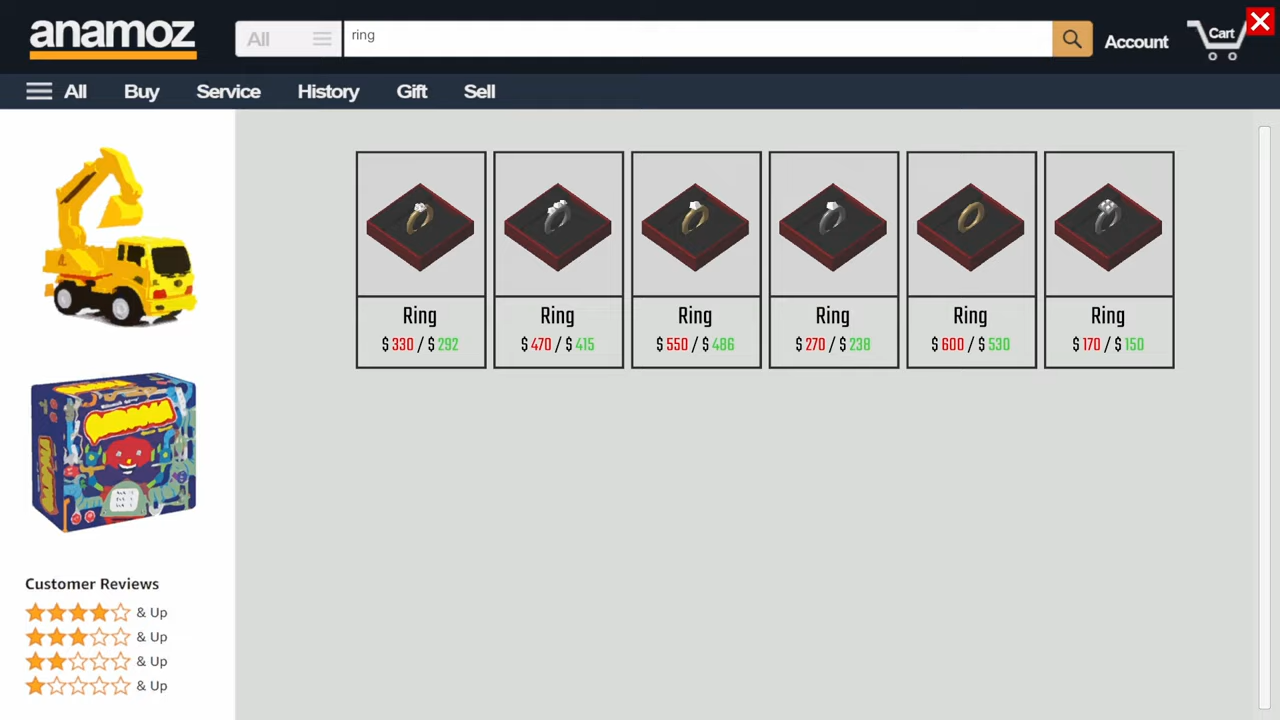 anamoz
All
ring
Account
Cart
All
Buy
Service
History
Gift
Sell
Ring
$ 330 / $ 292
Ring
$ 470 / $ 415
Ring
$ 550 / $ 486
Ring
$ 270 / $ 238
Ring
$ 600 / $ 530
Ring
$ 170 / $ 150
Customer Reviews
& Up
& Up
& Up
& Up